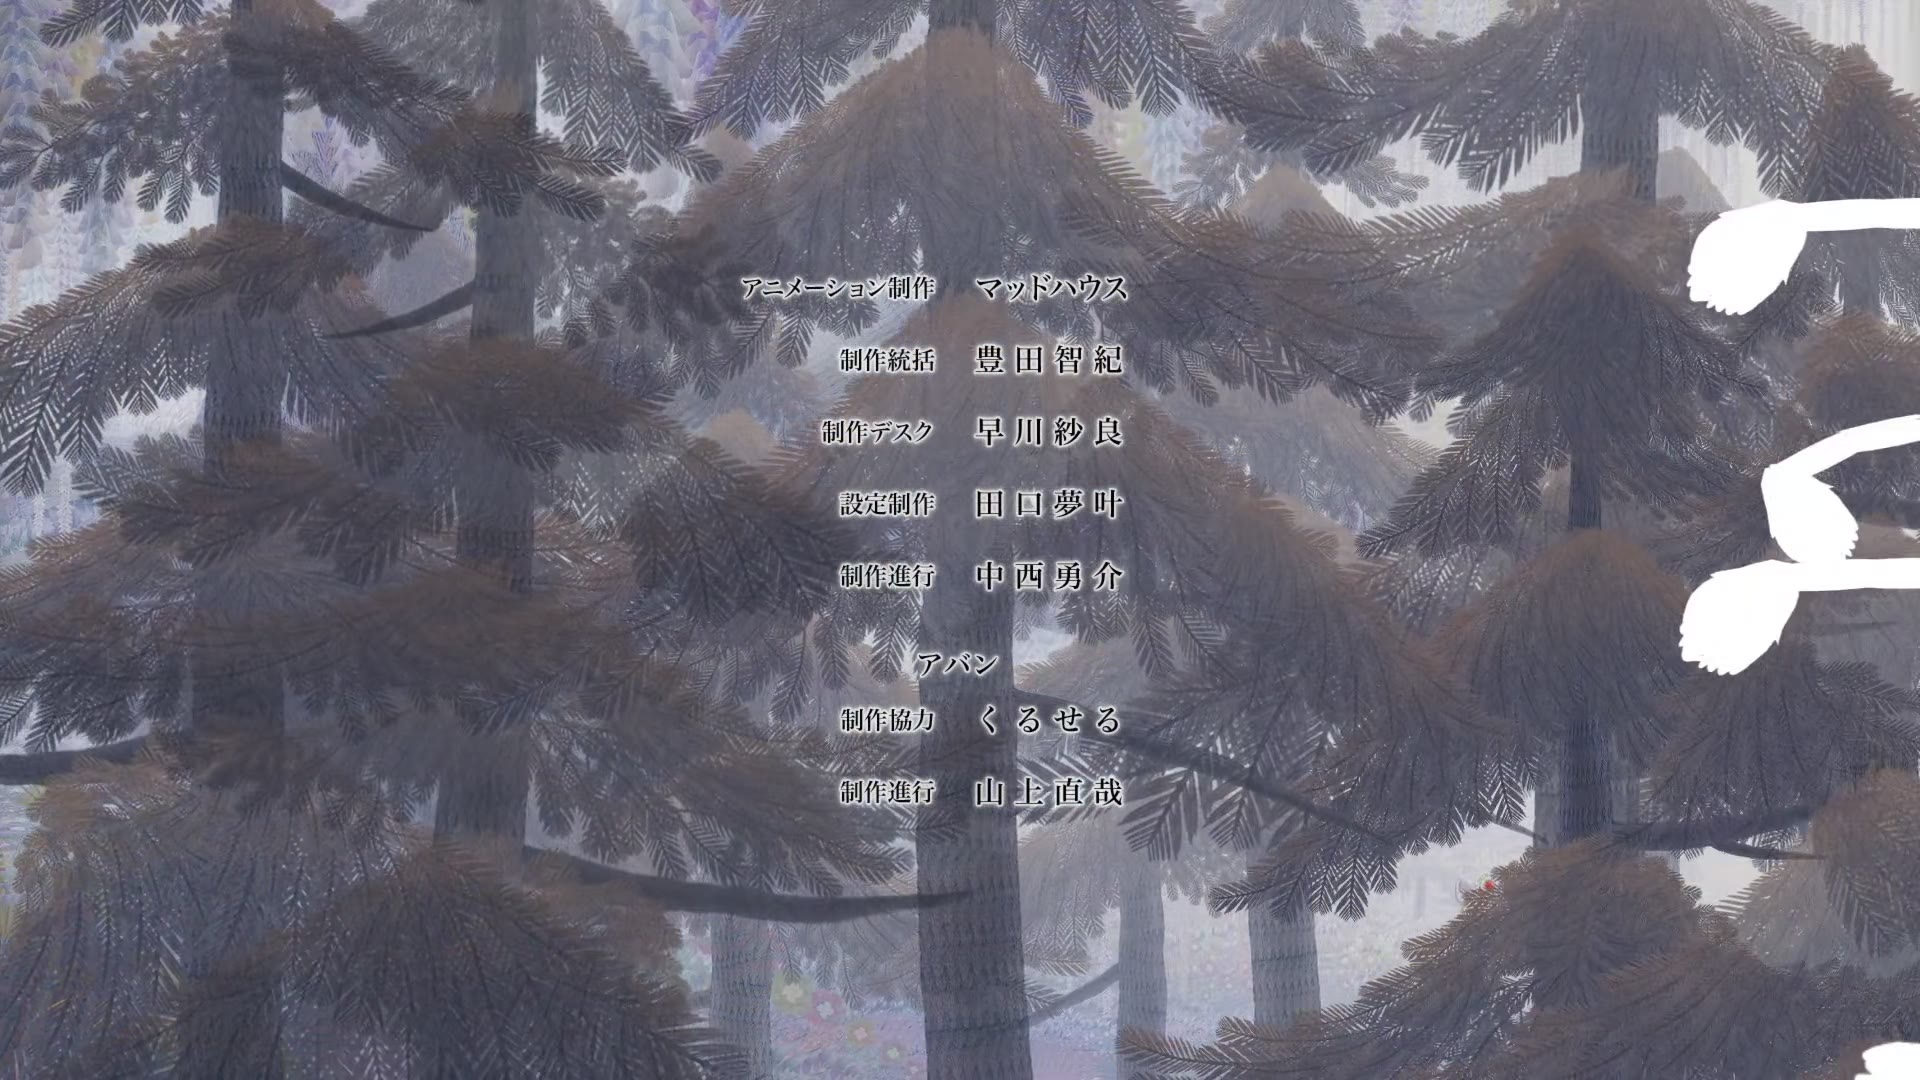 アニメーション制作　マッドハウス
制作統括　豊田智紀
制作デスク　早川紗良
設定制作　田口夢叶
制作進行　中西勇介
アバン
制作協力　くるせる
制作進行　山上直哉